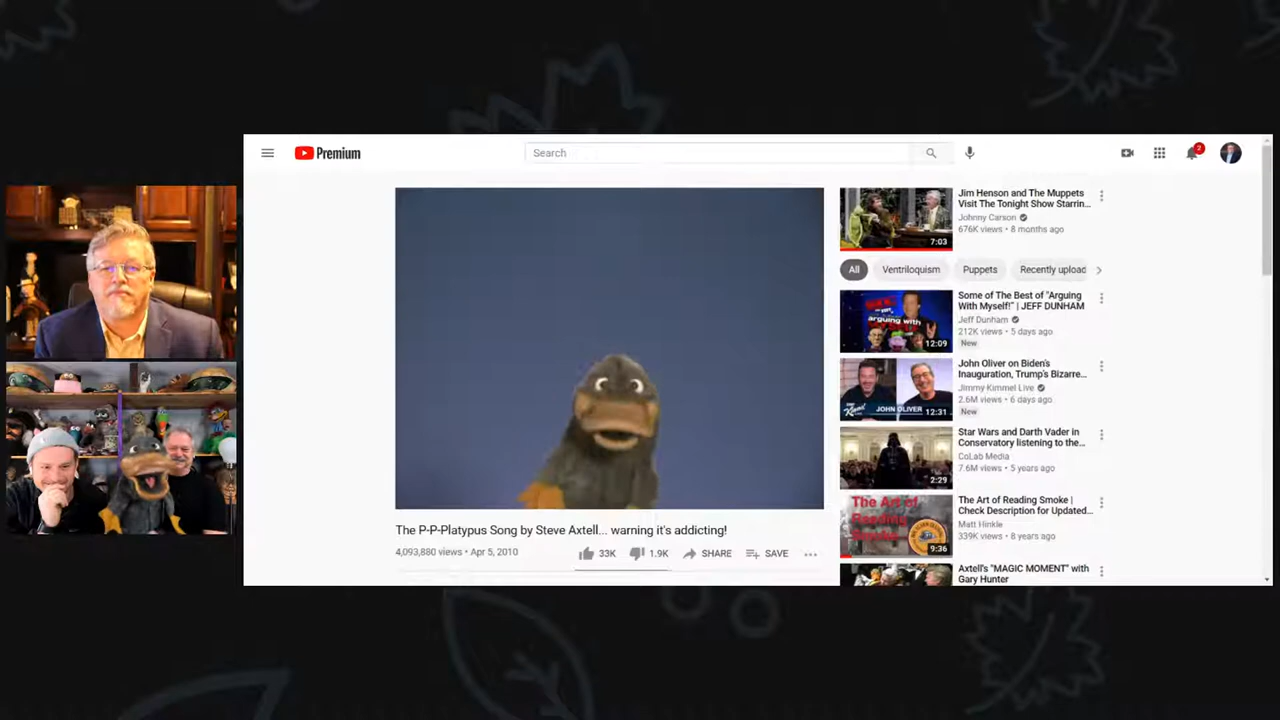 Premium
Search
2
The P-P-Platypus Song by Steve Axtell... warning it's addicting!
4,093,880 views • Apr 5, 2010
33K
1.9K
SHARE
SAVE
7:03
Jim Henson and The Muppets
Visit The Tonight Show Starrin...
Johnny Carson
676K views • 8 months ago
All
Ventriloquism
Puppets
Recently upload
arguing with
12:09
Some of The Best of "Arguing
With Myself!" | JEFF DUNHAM
Jeff Dunham
212K views • 5 days ago
New
JOHN OLIVER
12:31
John Oliver on Biden's
Inauguration, Trump's Bizarre...
Jimmy Kimmel Live
2.6M views • 6 days ago
New
2:29
Star Wars and Darth Vader in
Conservatory listening to the...
CoLab Media
7.6M views • 5 years ago
The Art of
Reading
Smoke
9:36
The Art of Reading Smoke |
Check Description for Updated...
Matt Hinkle
339K views • 8 years ago
Axtell's "MAGIC MOMENT" with
Gary Hunter